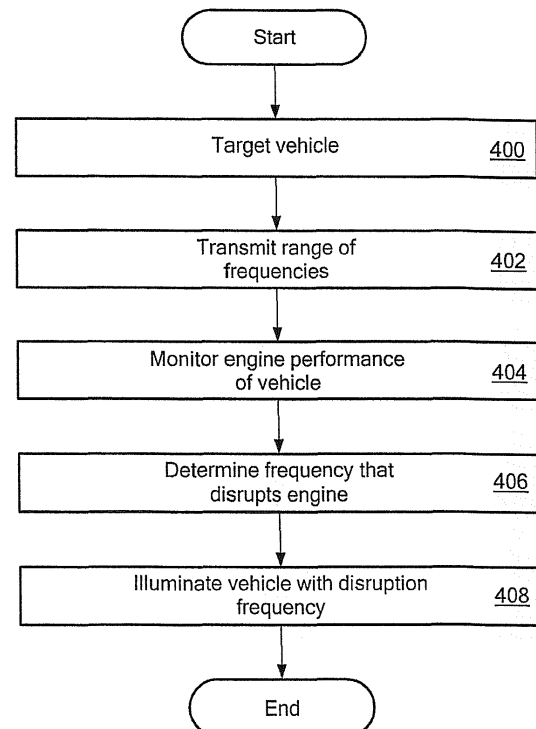 Start
Target vehicle
400
Transmit range of
frequencies
402
Monitor engine performance
of vehicle
404
Determine frequency that
disrupts engine
406
Illuminate vehicle with disruption
frequency
408
End